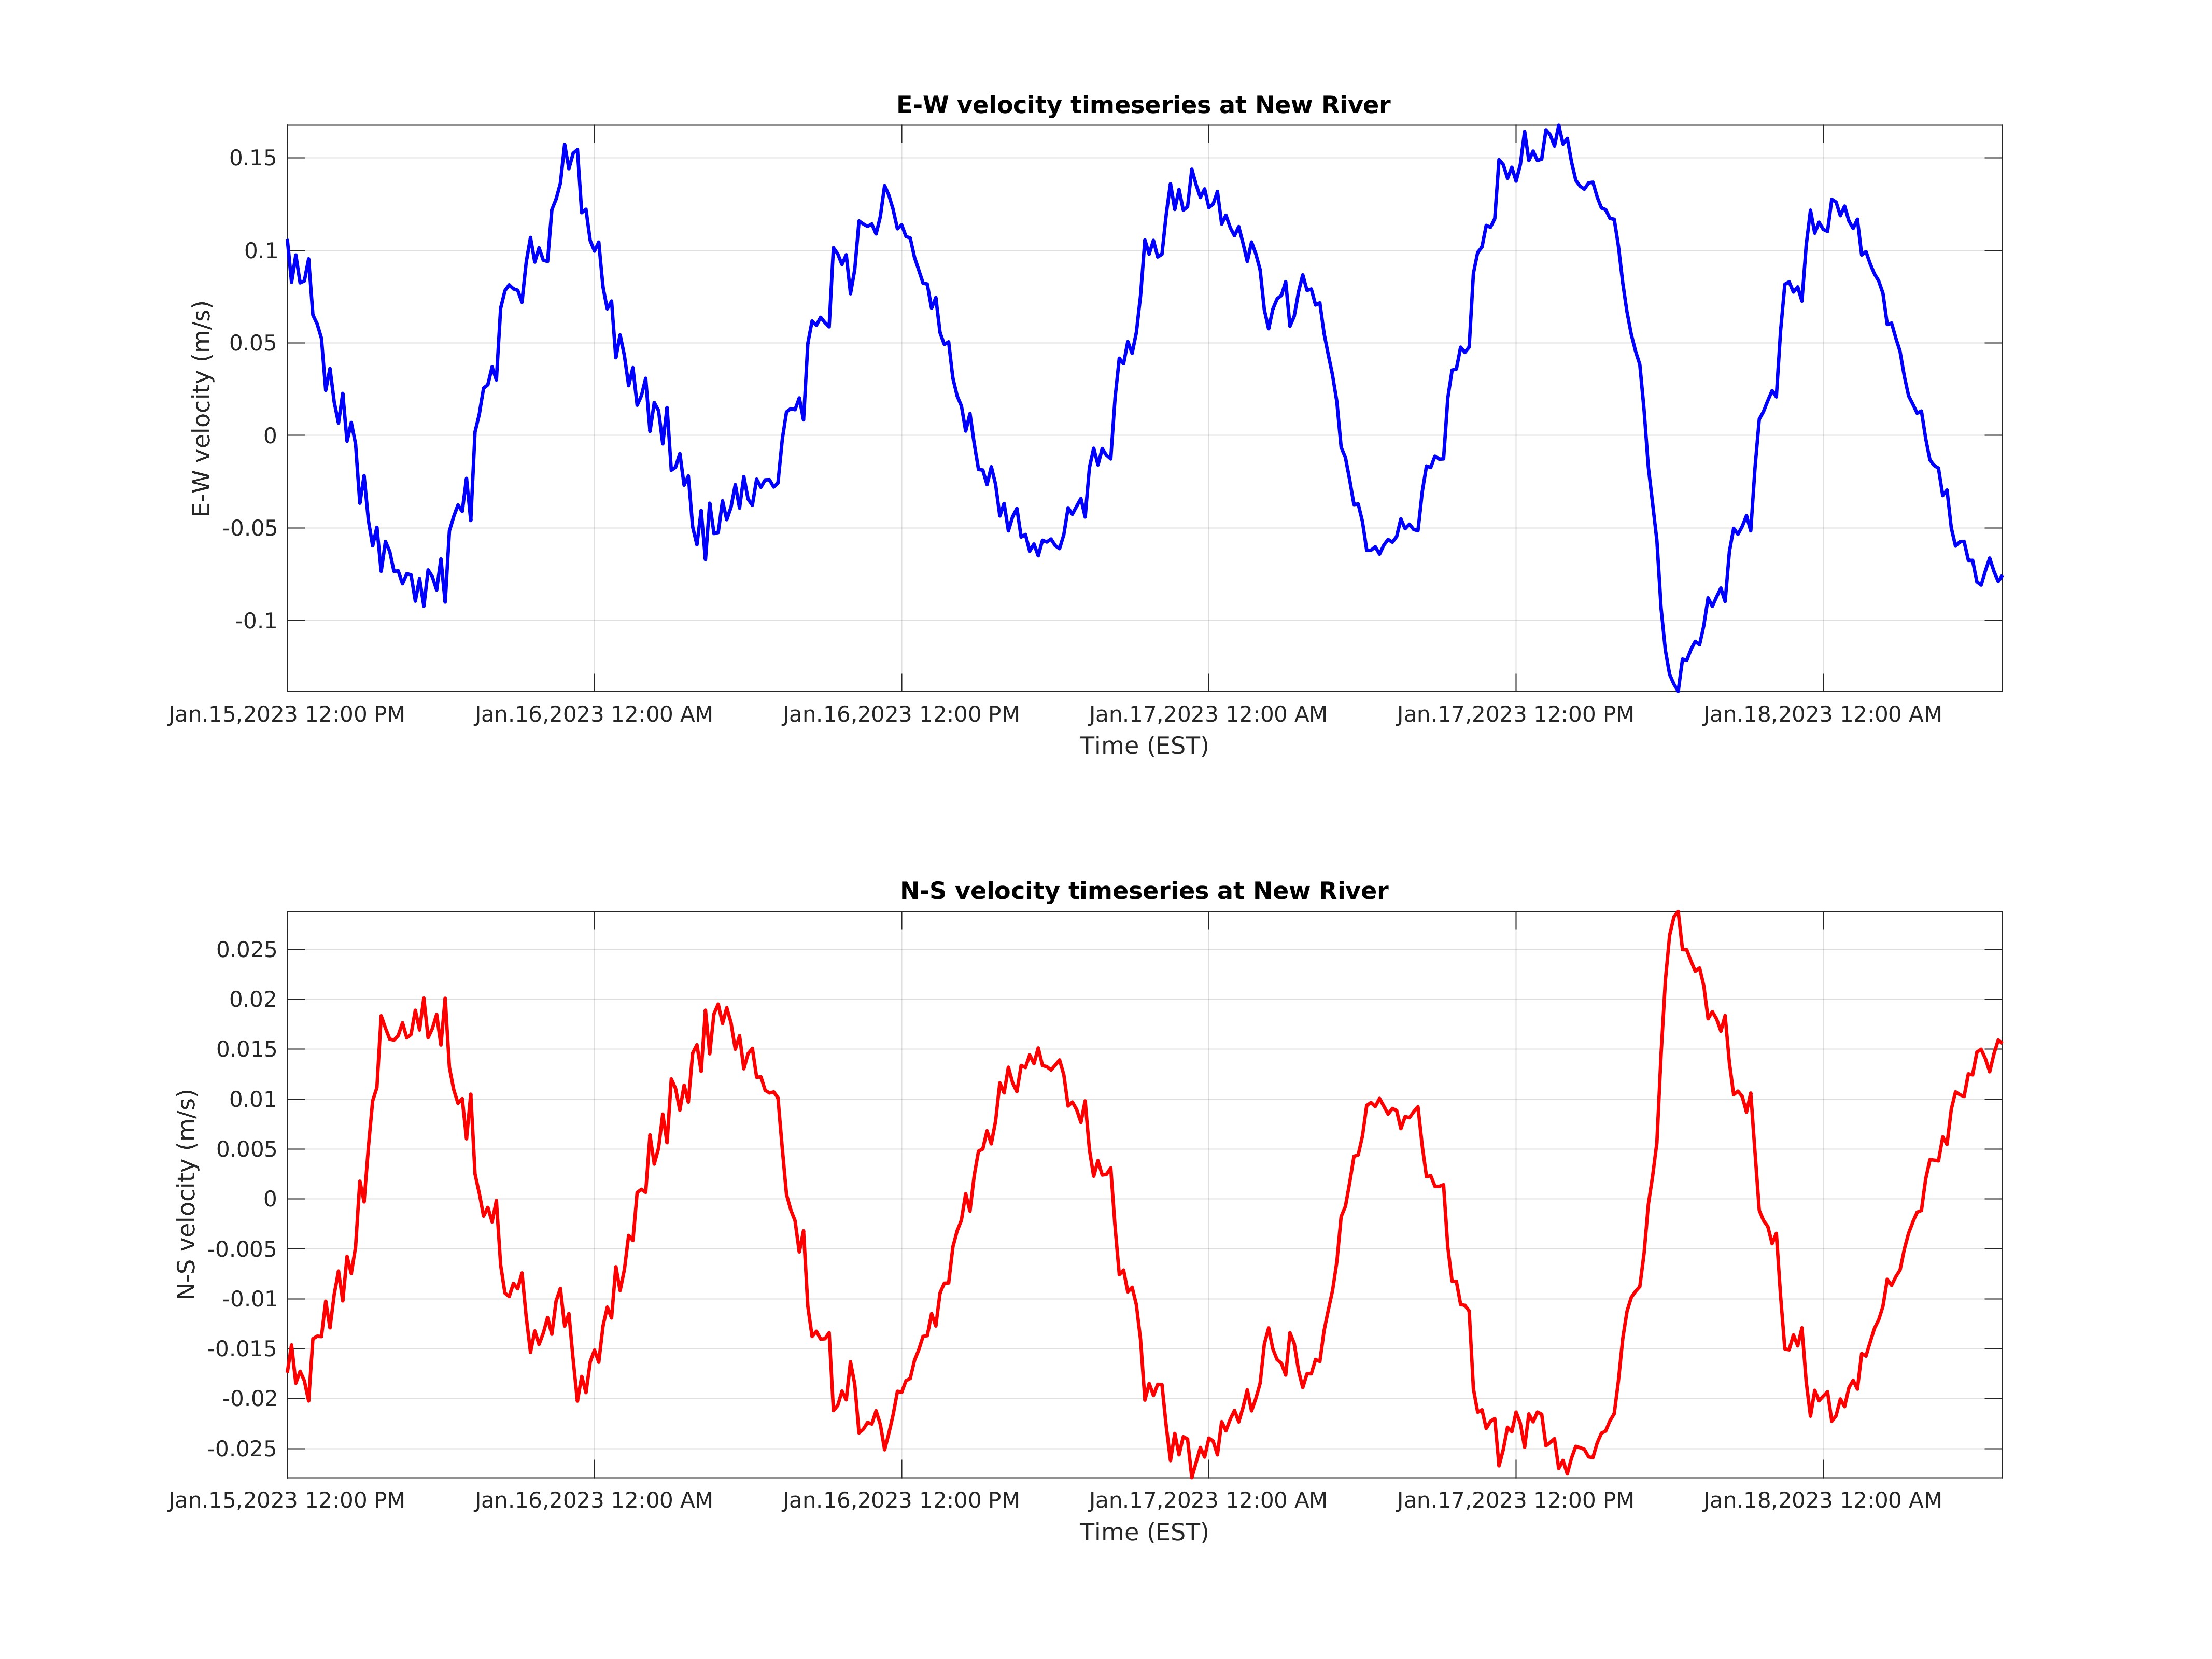 E-W velocity timeseries at New River
E-W velocity (m/s)
0.15
0.1
0.05
0
-0.05
-0.1
Jan.15,2023 12:00 PM Jan.16,2023 12:00 AM Jan.16,2023 12:00 PM Jan.17,2023 12:00 AM Jan.17,2023 12:00 PM Jan.18,2023 12:00 AM
Time (EST)
N-S velocity timeseries at New River
N-S velocity (m/s)
0.025
0.02
0.015
0.01
0.005
0
-0.005
-0.01
-0.015
-0.02
-0.025
Jan.15,2023 12:00 PM Jan.16,2023 12:00 AM Jan.16,2023 12:00 PM Jan.17,2023 12:00 AM Jan.17,2023 12:00 PM Jan.18,2023 12:00 AM
Time (EST)